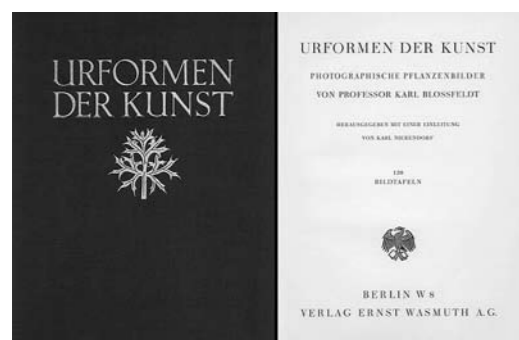 URFORMEN
DER KUNST
URFORMEN DER KUNST
PHOTOGRAPHISCHE PFLANZENBILDER
VON PROFESSOR KARL BLOSSFELDT
HERAUSGEGEBEN MIT EINER EINLEITUNG
VON KARL NIERENDORF
120
BILDTAFELN
BERLIN W 8
VERLAG ERNST WASMUTH A.G.